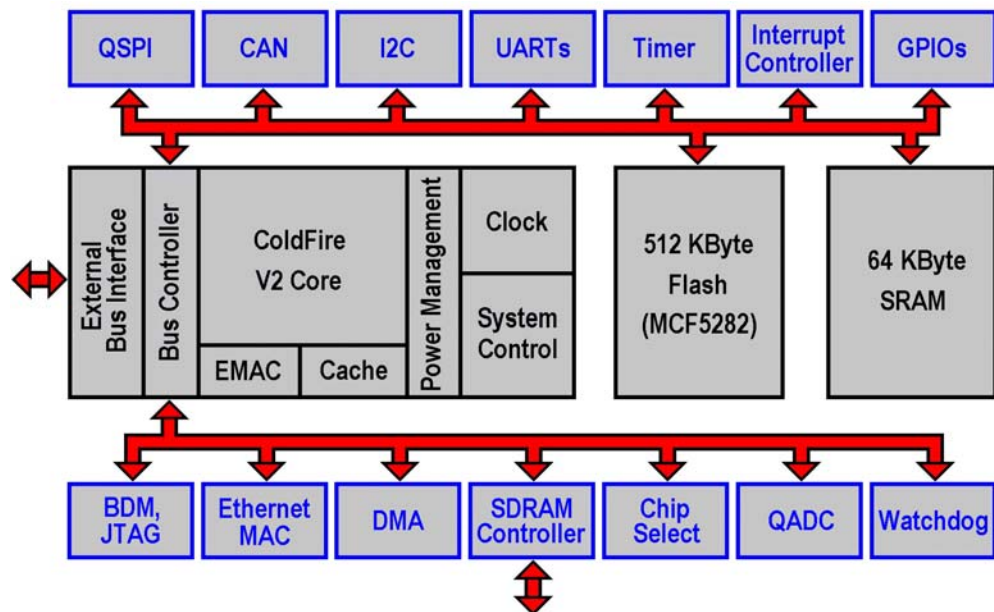 QSPI
CAN
I2C
UARTs
Timer
Interrupt
Controller
GPIOs
External
Bus Interface
Bus Controller
ColdFire
V2 Core
EMAC
Cache
Power Management
Clock
System
Control
512 KByte
Flash
(MCF5282)
64 KByte
SRAM
BDM,
JTAG
Ethernet
MAC
DMA
SDRAM
Controller
Chip
Select
QADC
Watchdog